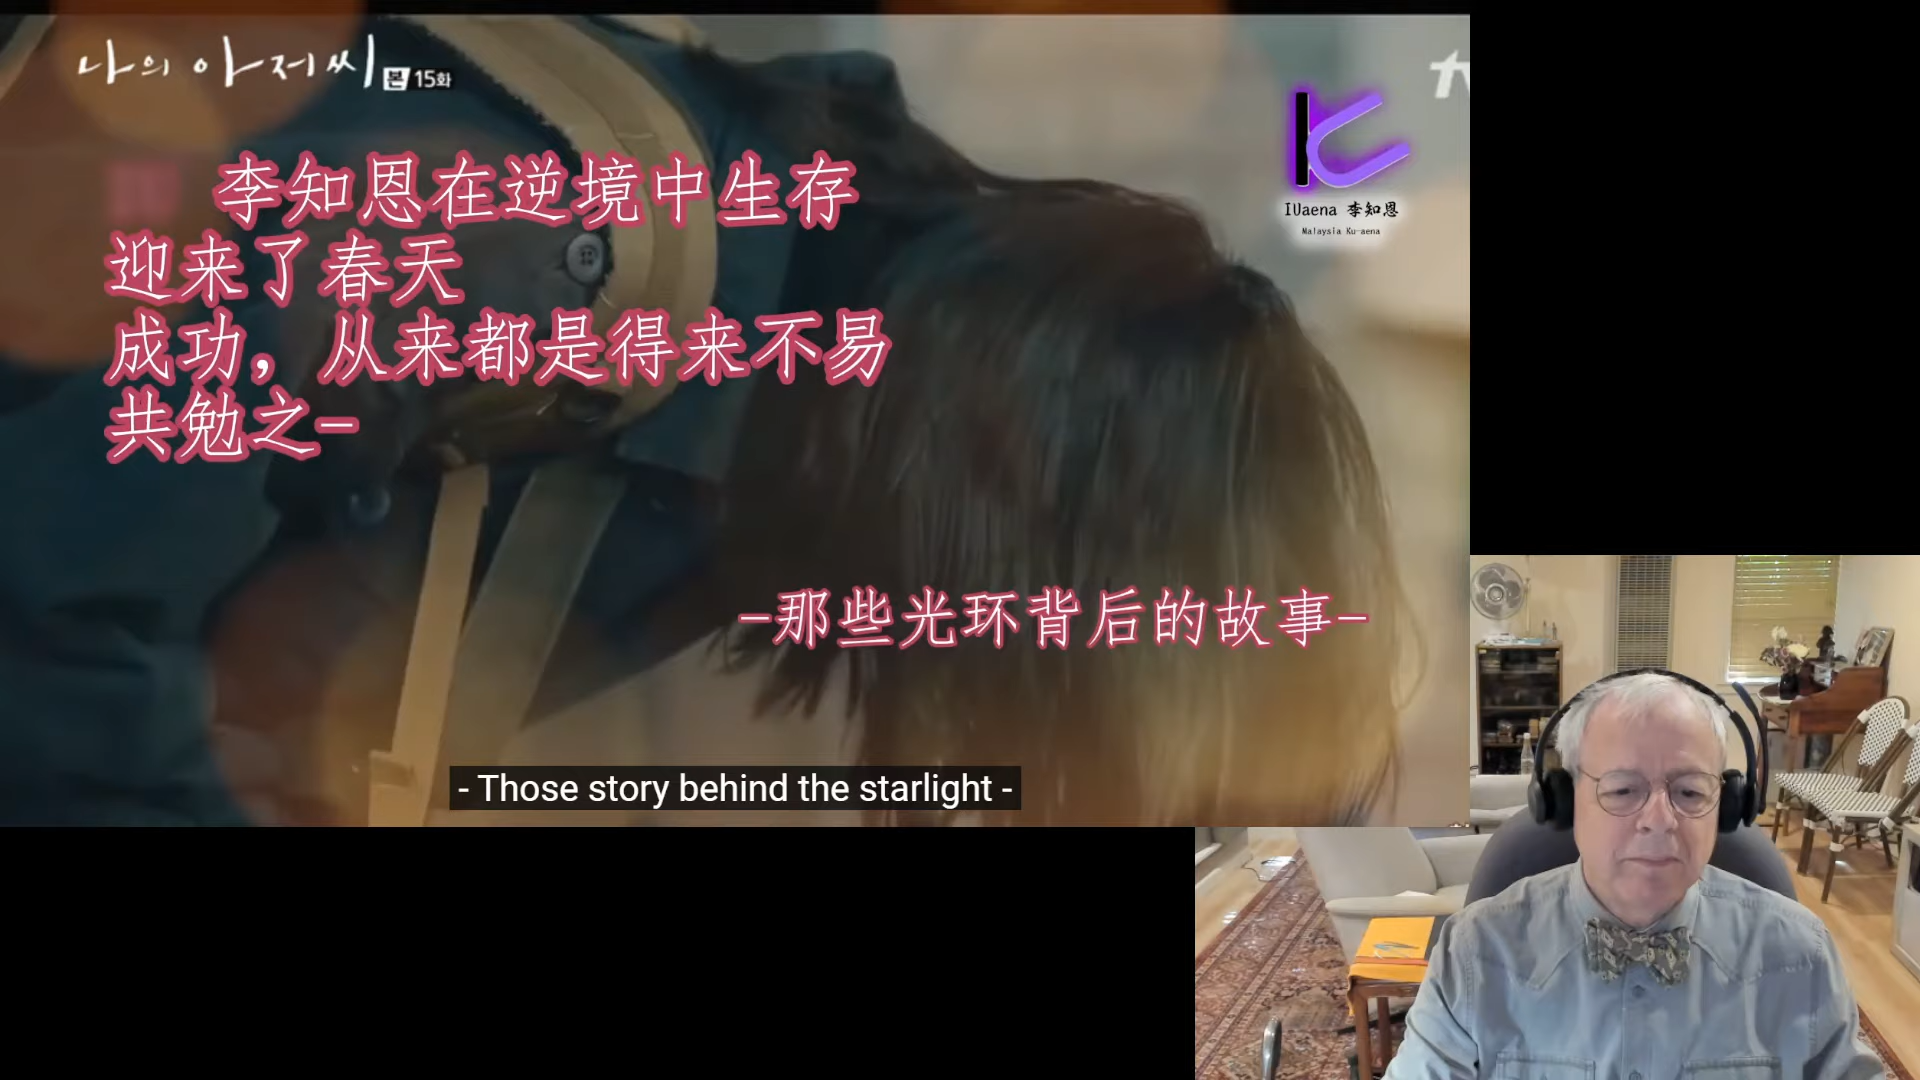 나의 아저씨 본 15화
IUaena 李知恩
Malaysia Ku-aena
李知恩在逆境中生存
迎来了春天
成功，从来都是得来不易
共勉之-
-那些光环背后的故事-
- Those story behind the starlight -